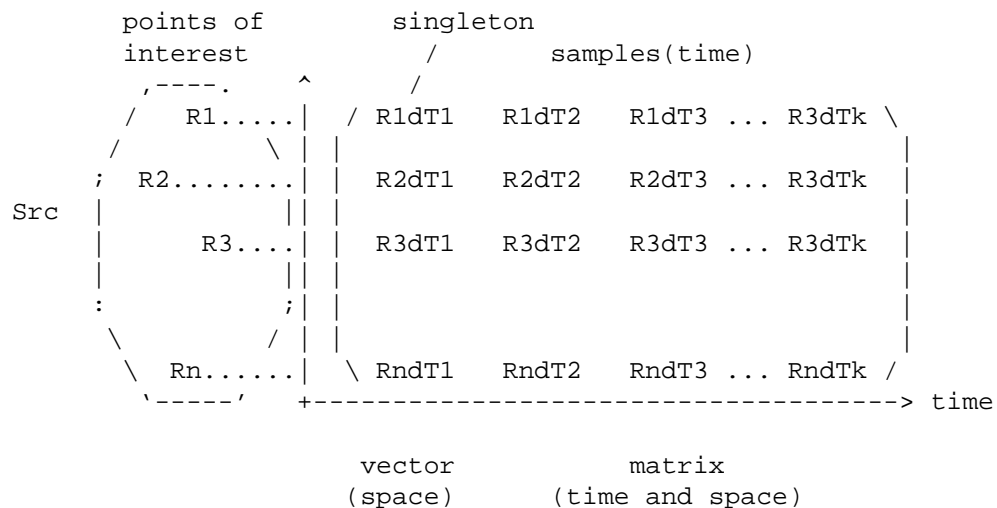 points of singleton
interest / samples(time)
,----. ^ /
/ R1.....| / R1dT1 R1dT2 R1dT3 ... R3dTk \
/ \ | | |
; R2........| | R2dT1 R2dT2 R2dT3 ... R3dTk |
Src | || | |
| R3....| | R3dT1 R3dT2 R3dT3 ... R3dTk |
| || | |
: ;| | |
\ / | | |
\ Rn......| \ RndT1 RndT2 RndT3 ... RndTk /
'-----' +-------------------------------------> time
vector matrix
(space) (time and space)